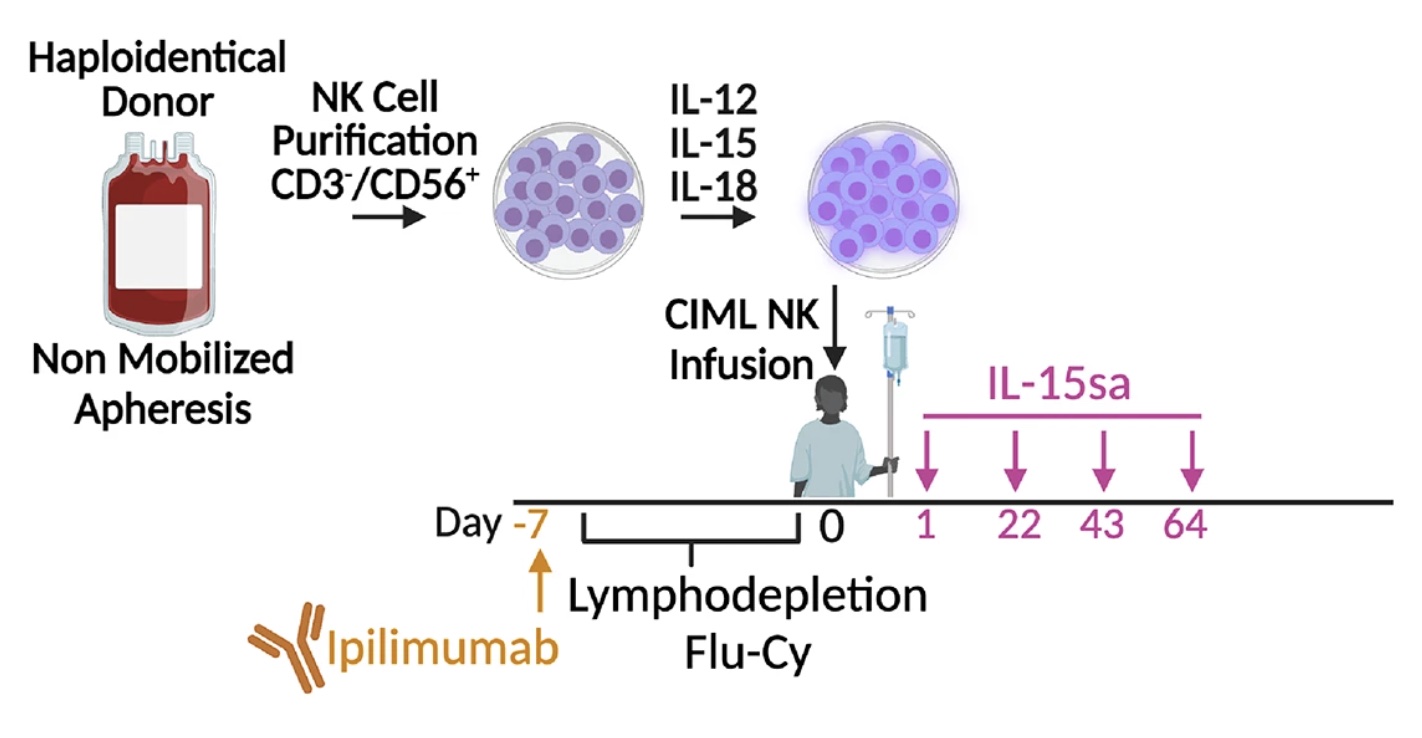 Haploidentical
Donor
Non Mobilized
Apheresis
NK Cell
Purification
CD3⁻/CD56⁺
IL-12
IL-15
IL-18
CIML NK
Infusion
IL-15sa
Day -7 0 1 22 43 64
Ipilimumab
Lymphodepletion
Flu-Cy